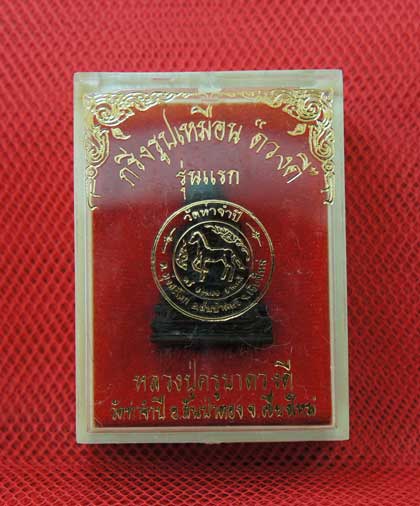 กริ่งรูปเหมือน ดวงดี
รุ่นแรก
วัดท่าจำปี
หลวงปู่ครูบาดวงดี
วัดท่าจำปี อ.สันป่าตอง จ.เชียงใหม่